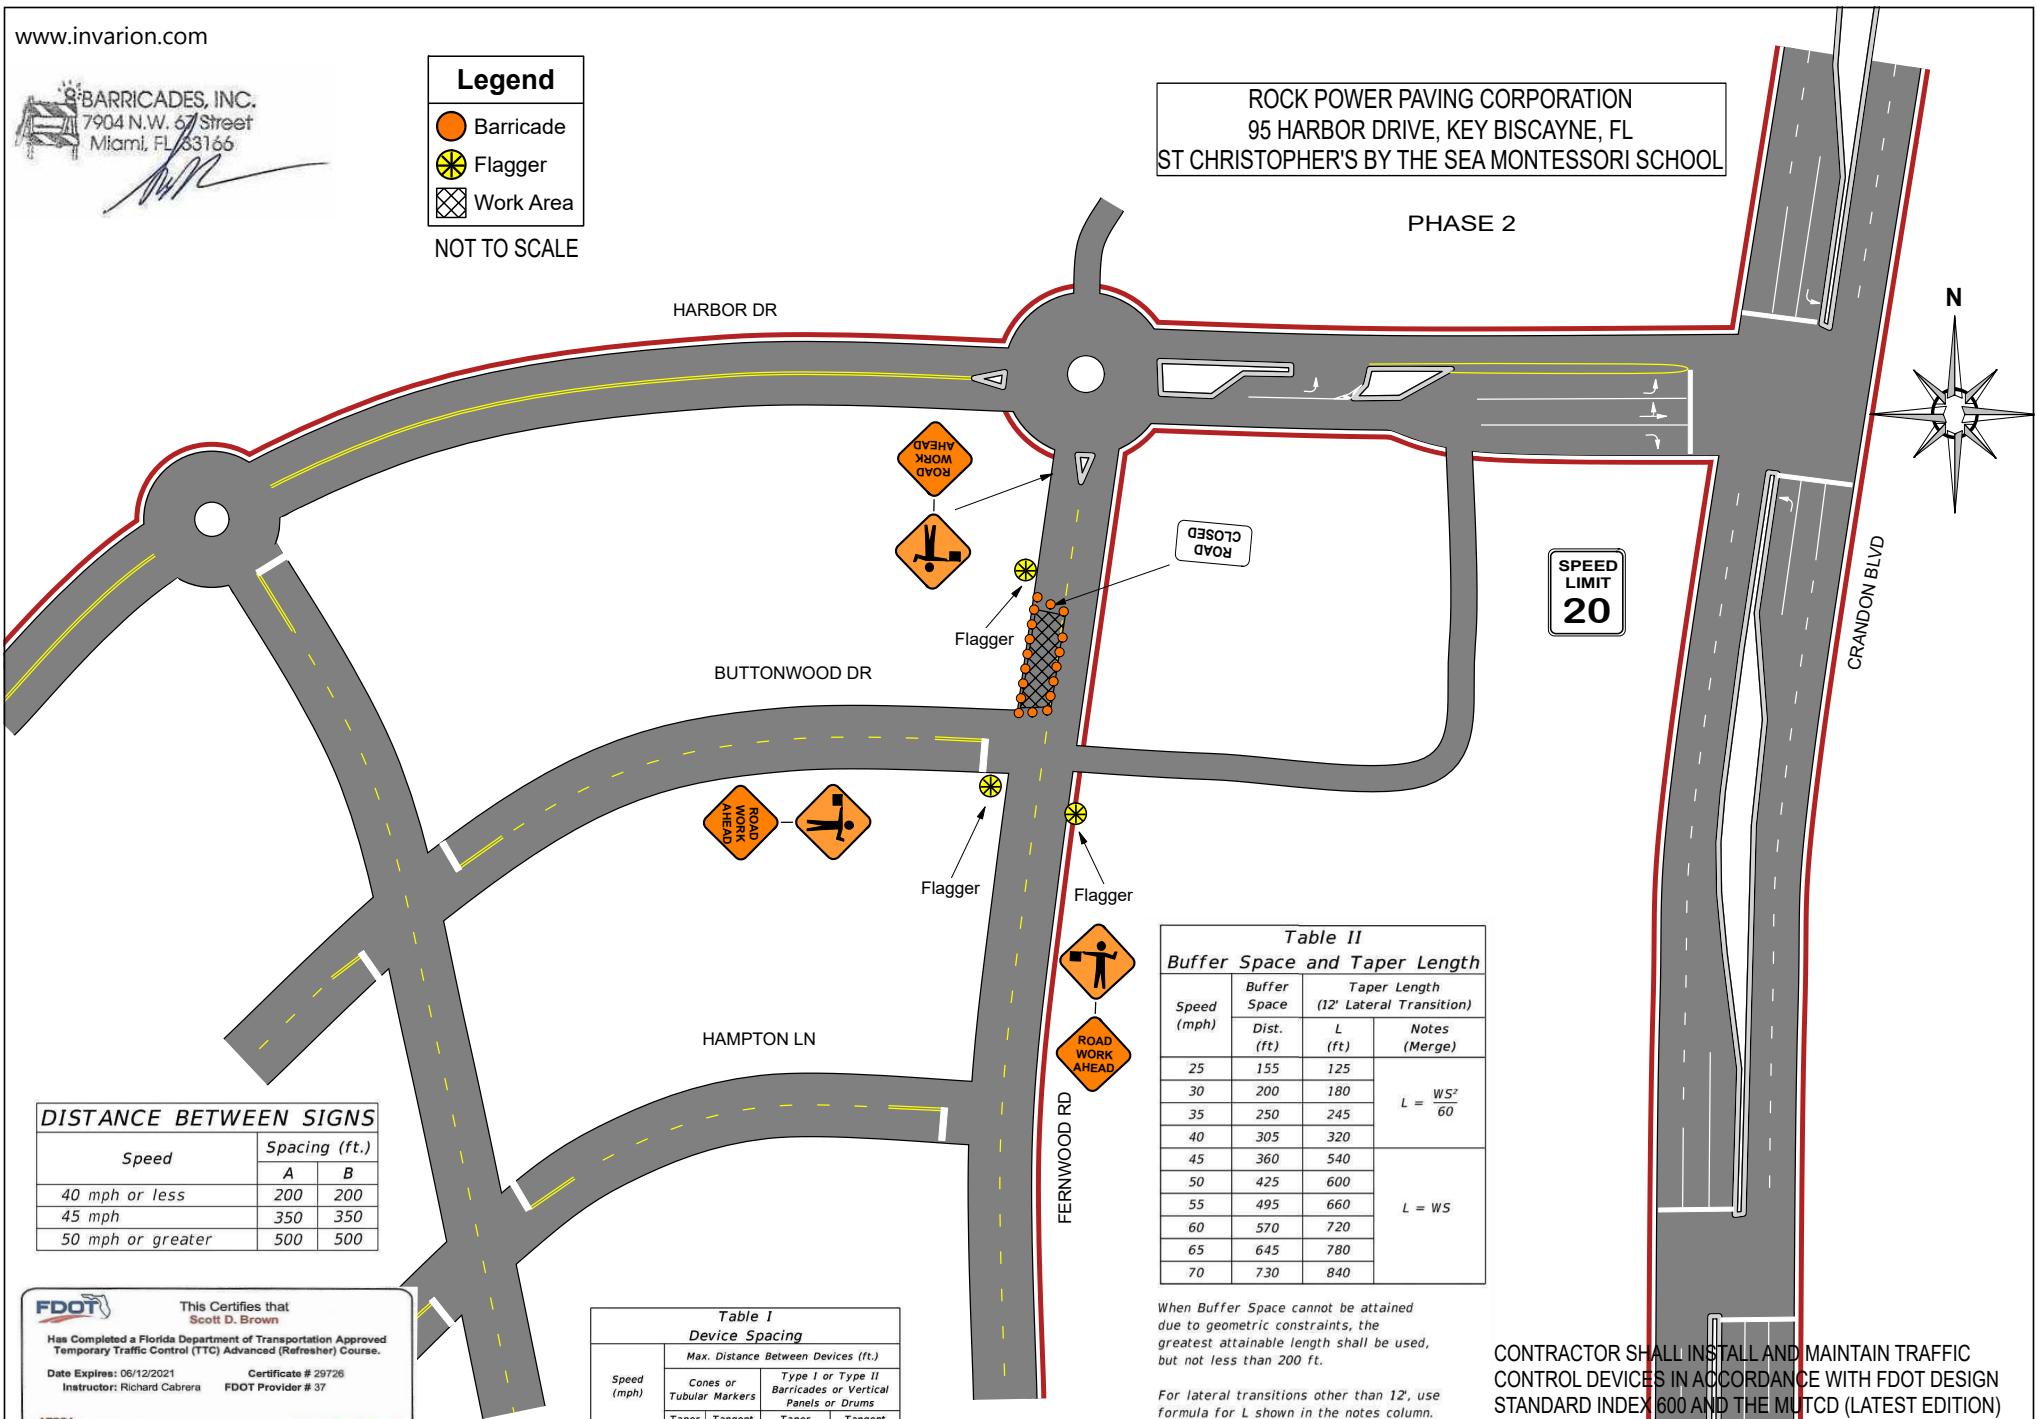 www.invarion.com
BARRICADES, INC.
7904 N.W. 67 Street
Miami, FL 33166
Legend
Barricade
Flagger
Work Area
NOT TO SCALE
ROCK POWER PAVING CORPORATION
95 HARBOR DRIVE, KEY BISCAYNE, FL
ST CHRISTOPHER'S BY THE SEA MONTESSORI SCHOOL
PHASE 2
N
HARBOR DR
ROAD
WORK
AHEAD
ROAD
CLOSED
SPEED
LIMIT
20
CRANDON BLVD
Flagger
BUTTONWOOD DR
ROAD
WORK
AHEAD
Flagger
Flagger
ROAD
WORK
AHEAD
HAMPTON LN
FERNWOOD RD
DISTANCE BETWEEN SIGNS
Speed Spacing (ft.)
A B
40 mph or less 200 200
45 mph 350 350
50 mph or greater 500 500
Table II
Buffer Space and Taper Length
Speed (mph) Buffer Space Taper Length (12' Lateral Transition)
Dist. (ft) L (ft) Notes (Merge)
25 155 125
30 200 180
35 250 245
40 305 320
L = WS²/60
45 360 540
50 425 600
55 495 660
60 570 720
65 645 780
70 730 840
L = WS
When Buffer Space cannot be attained
due to geometric constraints, the
greatest attainable length shall be used,
but not less than 200 ft.
For lateral transitions other than 12', use
formula for L shown in the notes column.
FDOT
This Certifies that
Scott D. Brown
Has Completed a Florida Department of Transportation Approved
Temporary Traffic Control (TTC) Advanced (Refresher) Course.
Date Expires: 06/12/2021 Certificate # 29726
Instructor: Richard Cabrera FDOT Provider # 37
Table I
Device Spacing
Speed (mph) Max. Distance Between Devices (ft.)
Cones or
Tubular Markers
Type I or Type II
Barricades or Vertical
Panels or Drums
Taper Tangent Taper Tangent
CONTRACTOR SHALL INSTALL AND MAINTAIN TRAFFIC
CONTROL DEVICES IN ACCORDANCE WITH FDOT DESIGN
STANDARD INDEX 600 AND THE MUTCD (LATEST EDITION)